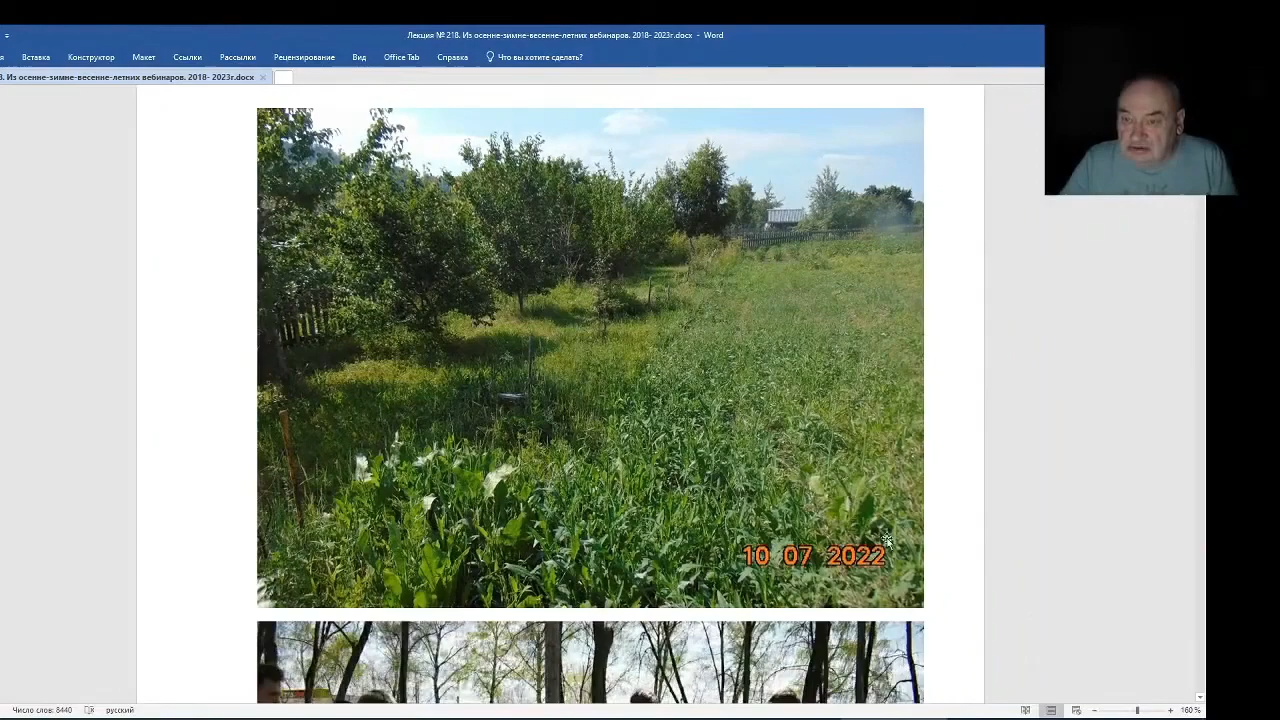 Лекция № 218. Из осенне-зимне-весенне-летних вебинаров. 2018- 2023г.docx - Word
Вставка Конструктор Макет Ссылки Рассылки Рецензирование Вид Office Tab Справка Что вы хотите сделать?
Из осенне-зимне-весенне-летних вебинаров. 2018- 2023г.docx
10 07 2022
Число слов: 8440 русский 160 %